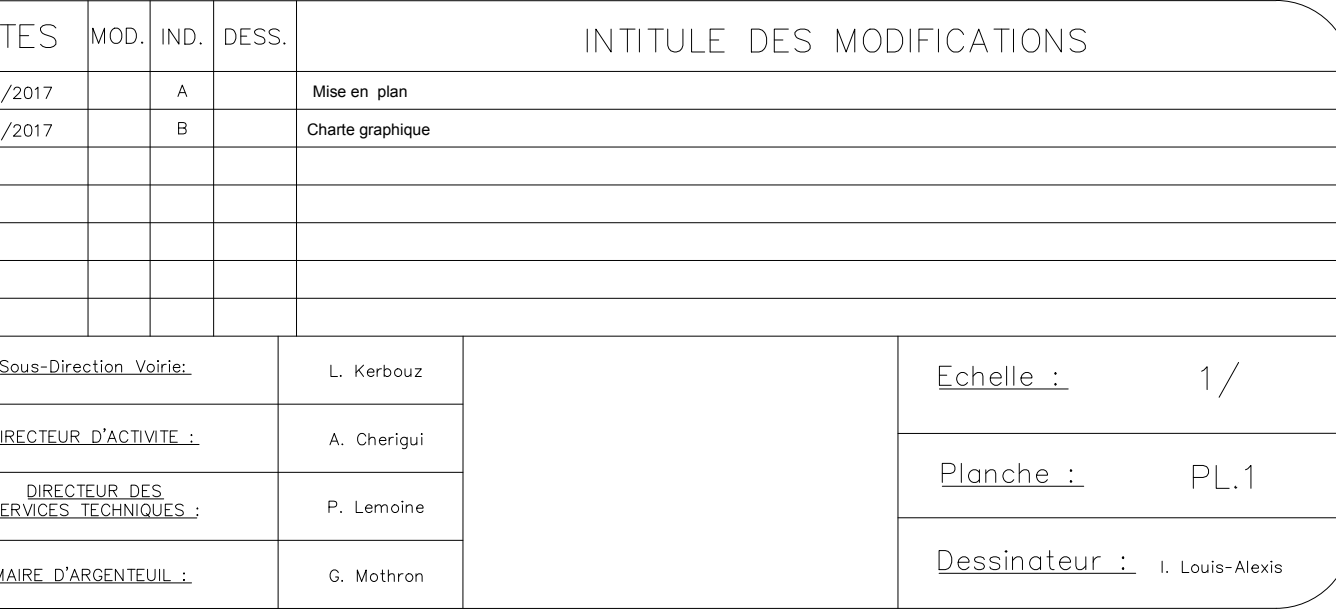 TES MOD. IND. DESS. INTITULE DES MODIFICATIONS
/2017 A Mise en plan
/2017 B Charte graphique
Sous-Direction Voirie: L. Kerbouz
IRECTEUR D'ACTIVITE : A. Cherigui
DIRECTEUR DES
ERVICES TECHNIQUES : P. Lemoine
MAIRE D'ARGENTEUIL : G. Mothron
Echelle : 1/
Planche : PL.1
Dessinateur : I. Louis-Alexis